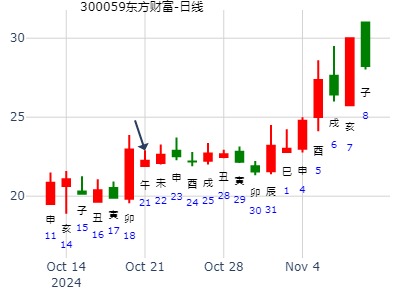 300059东方财富-日线
30
25
20
申 亥 子 丑 寅 卯 午 未 申 酉 戌 丑 寅 卯 辰 巳 申 酉 戌 亥 子
11 14 15 16 17 18 21 22 23 24 25 28 29 30 31 1 4 5 6 7 8
Oct 14 Oct 21 Oct 28 Nov 4
2024